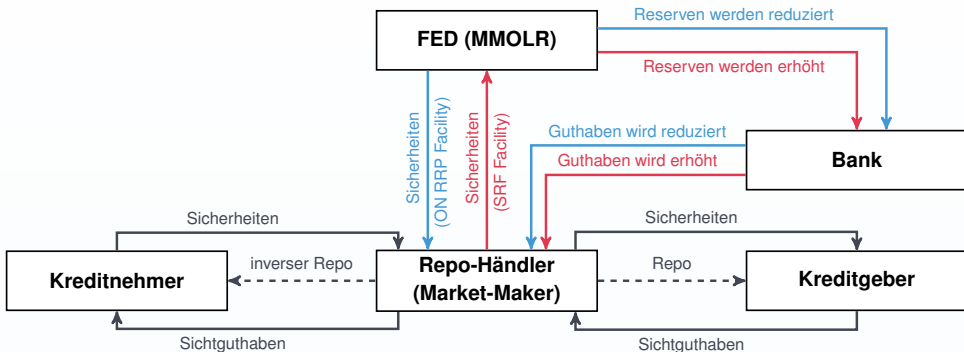 Reserven werden reduziert
FED (MMOLR)
Reserven werden erhöht
Sicherheiten
(ON RRP Facility)
Sicherheiten
(SRF Facility)
Guthaben wird reduziert
Guthaben wird erhöht
Bank
Sicherheiten
Sicherheiten
Kreditnehmer
inverser Repo
Repo-Händler
(Market-Maker)
Repo
Kreditgeber
Sichtguthaben
Sichtguthaben